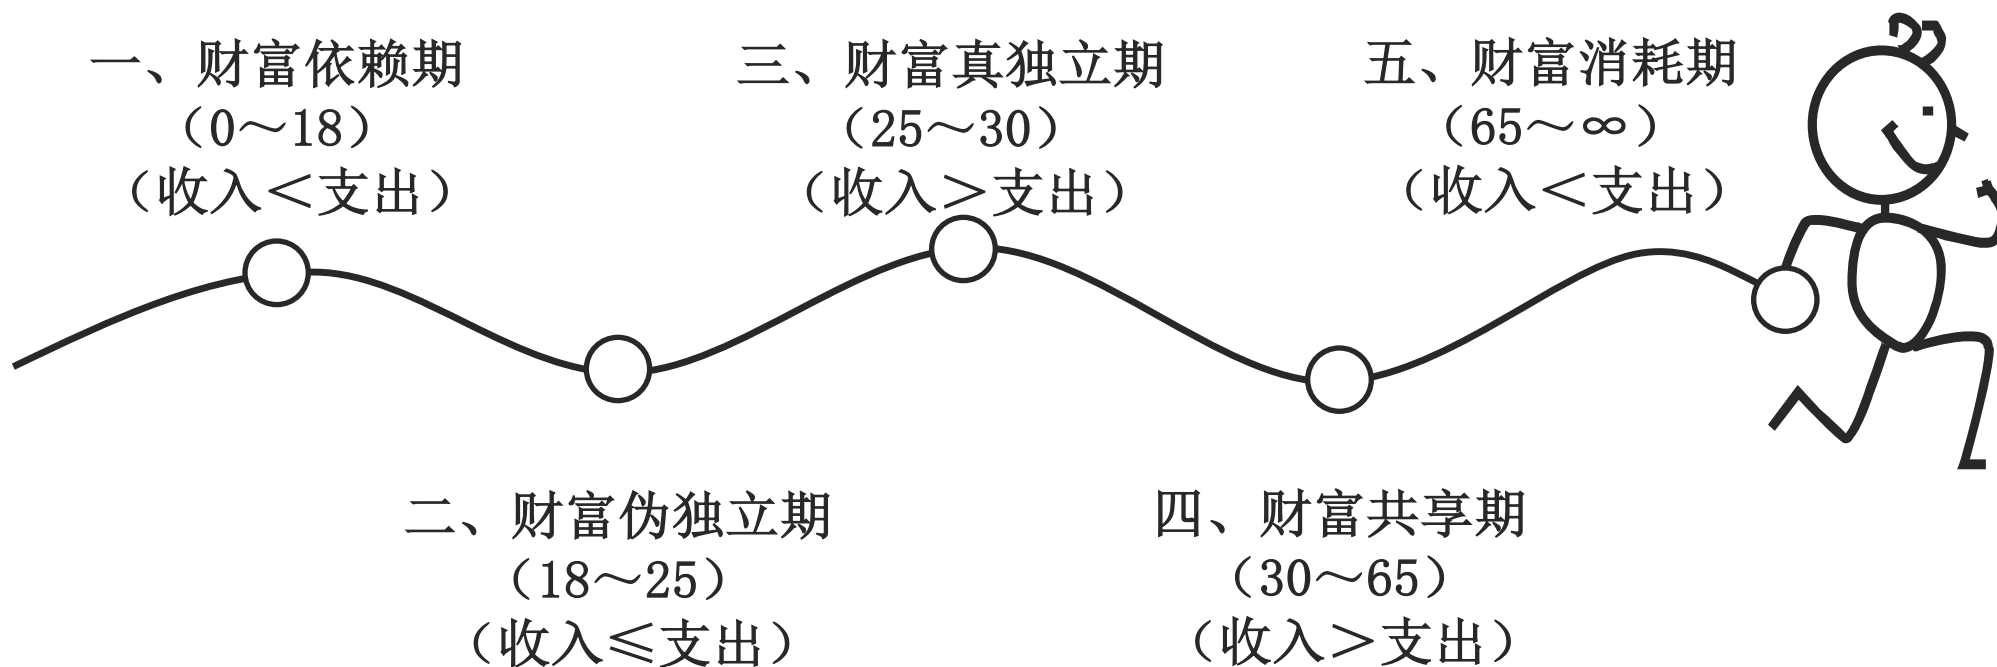 一、财富依赖期
（0～18）
（收入＜支出）
二、财富伪独立期
（18～25）
（收入≤支出）
三、财富真独立期
（25～30）
（收入＞支出）
四、财富共享期
（30～65）
（收入＞支出）
五、财富消耗期
（65～∞）
（收入＜支出）